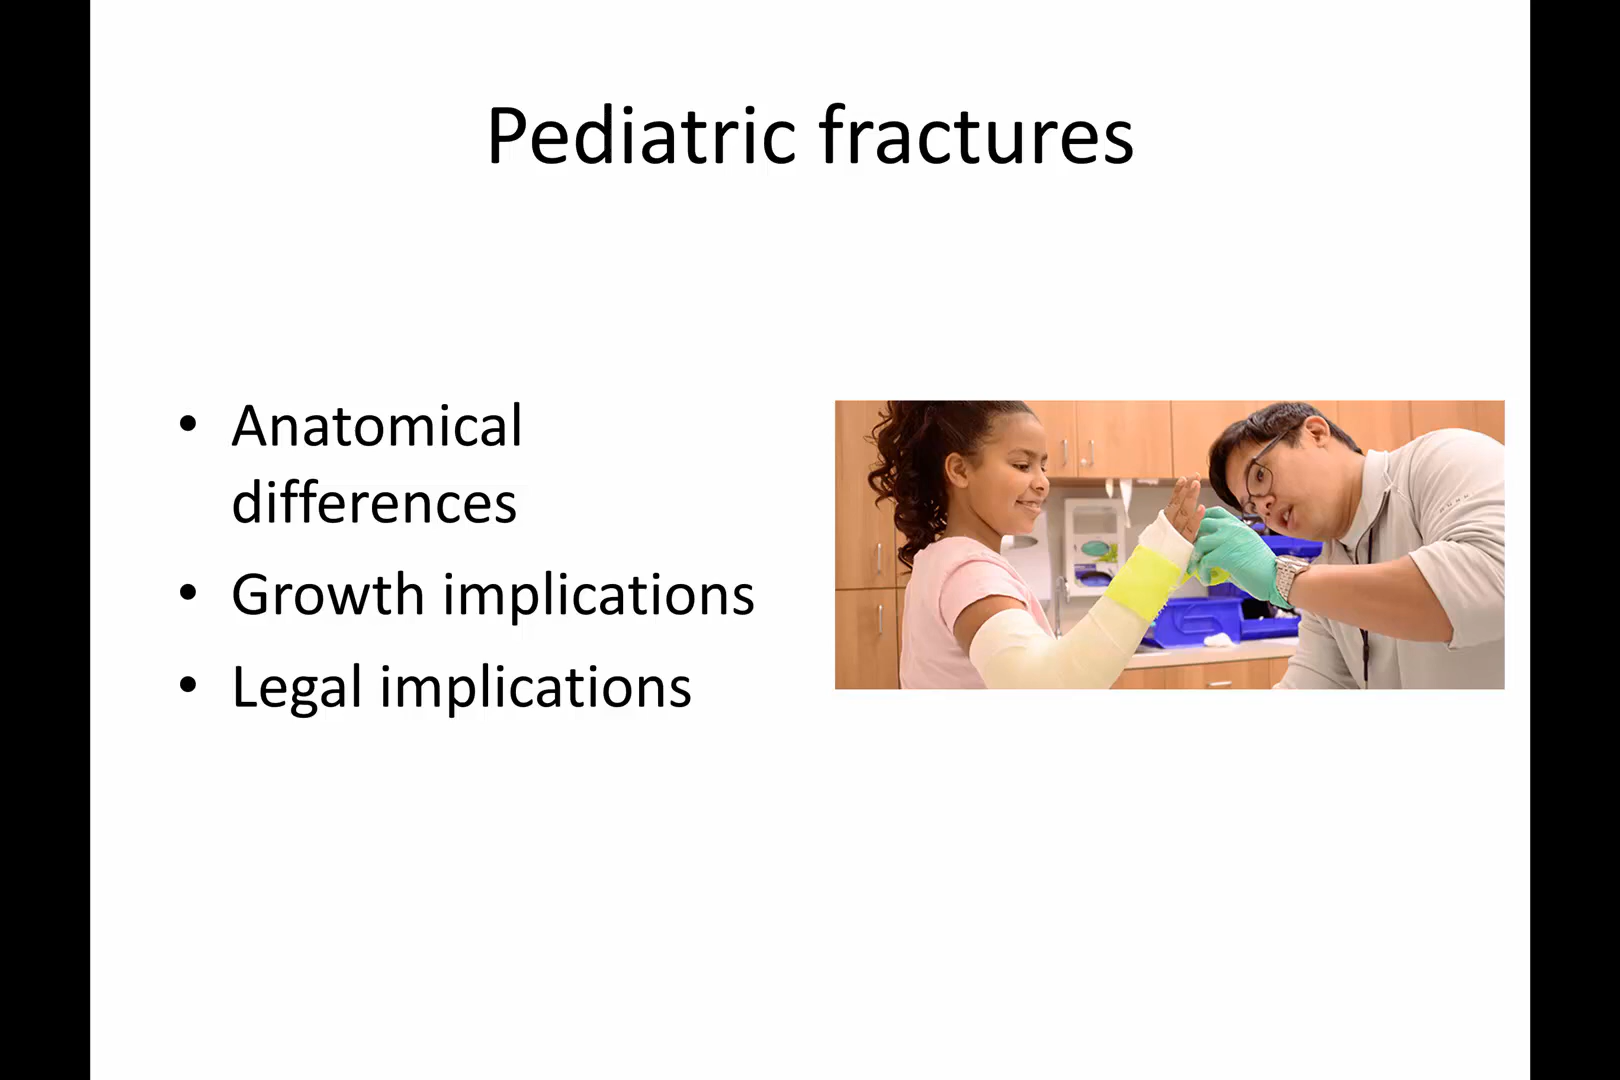 Pediatric fractures
• Anatomical
differences
• Growth implications
• Legal implications